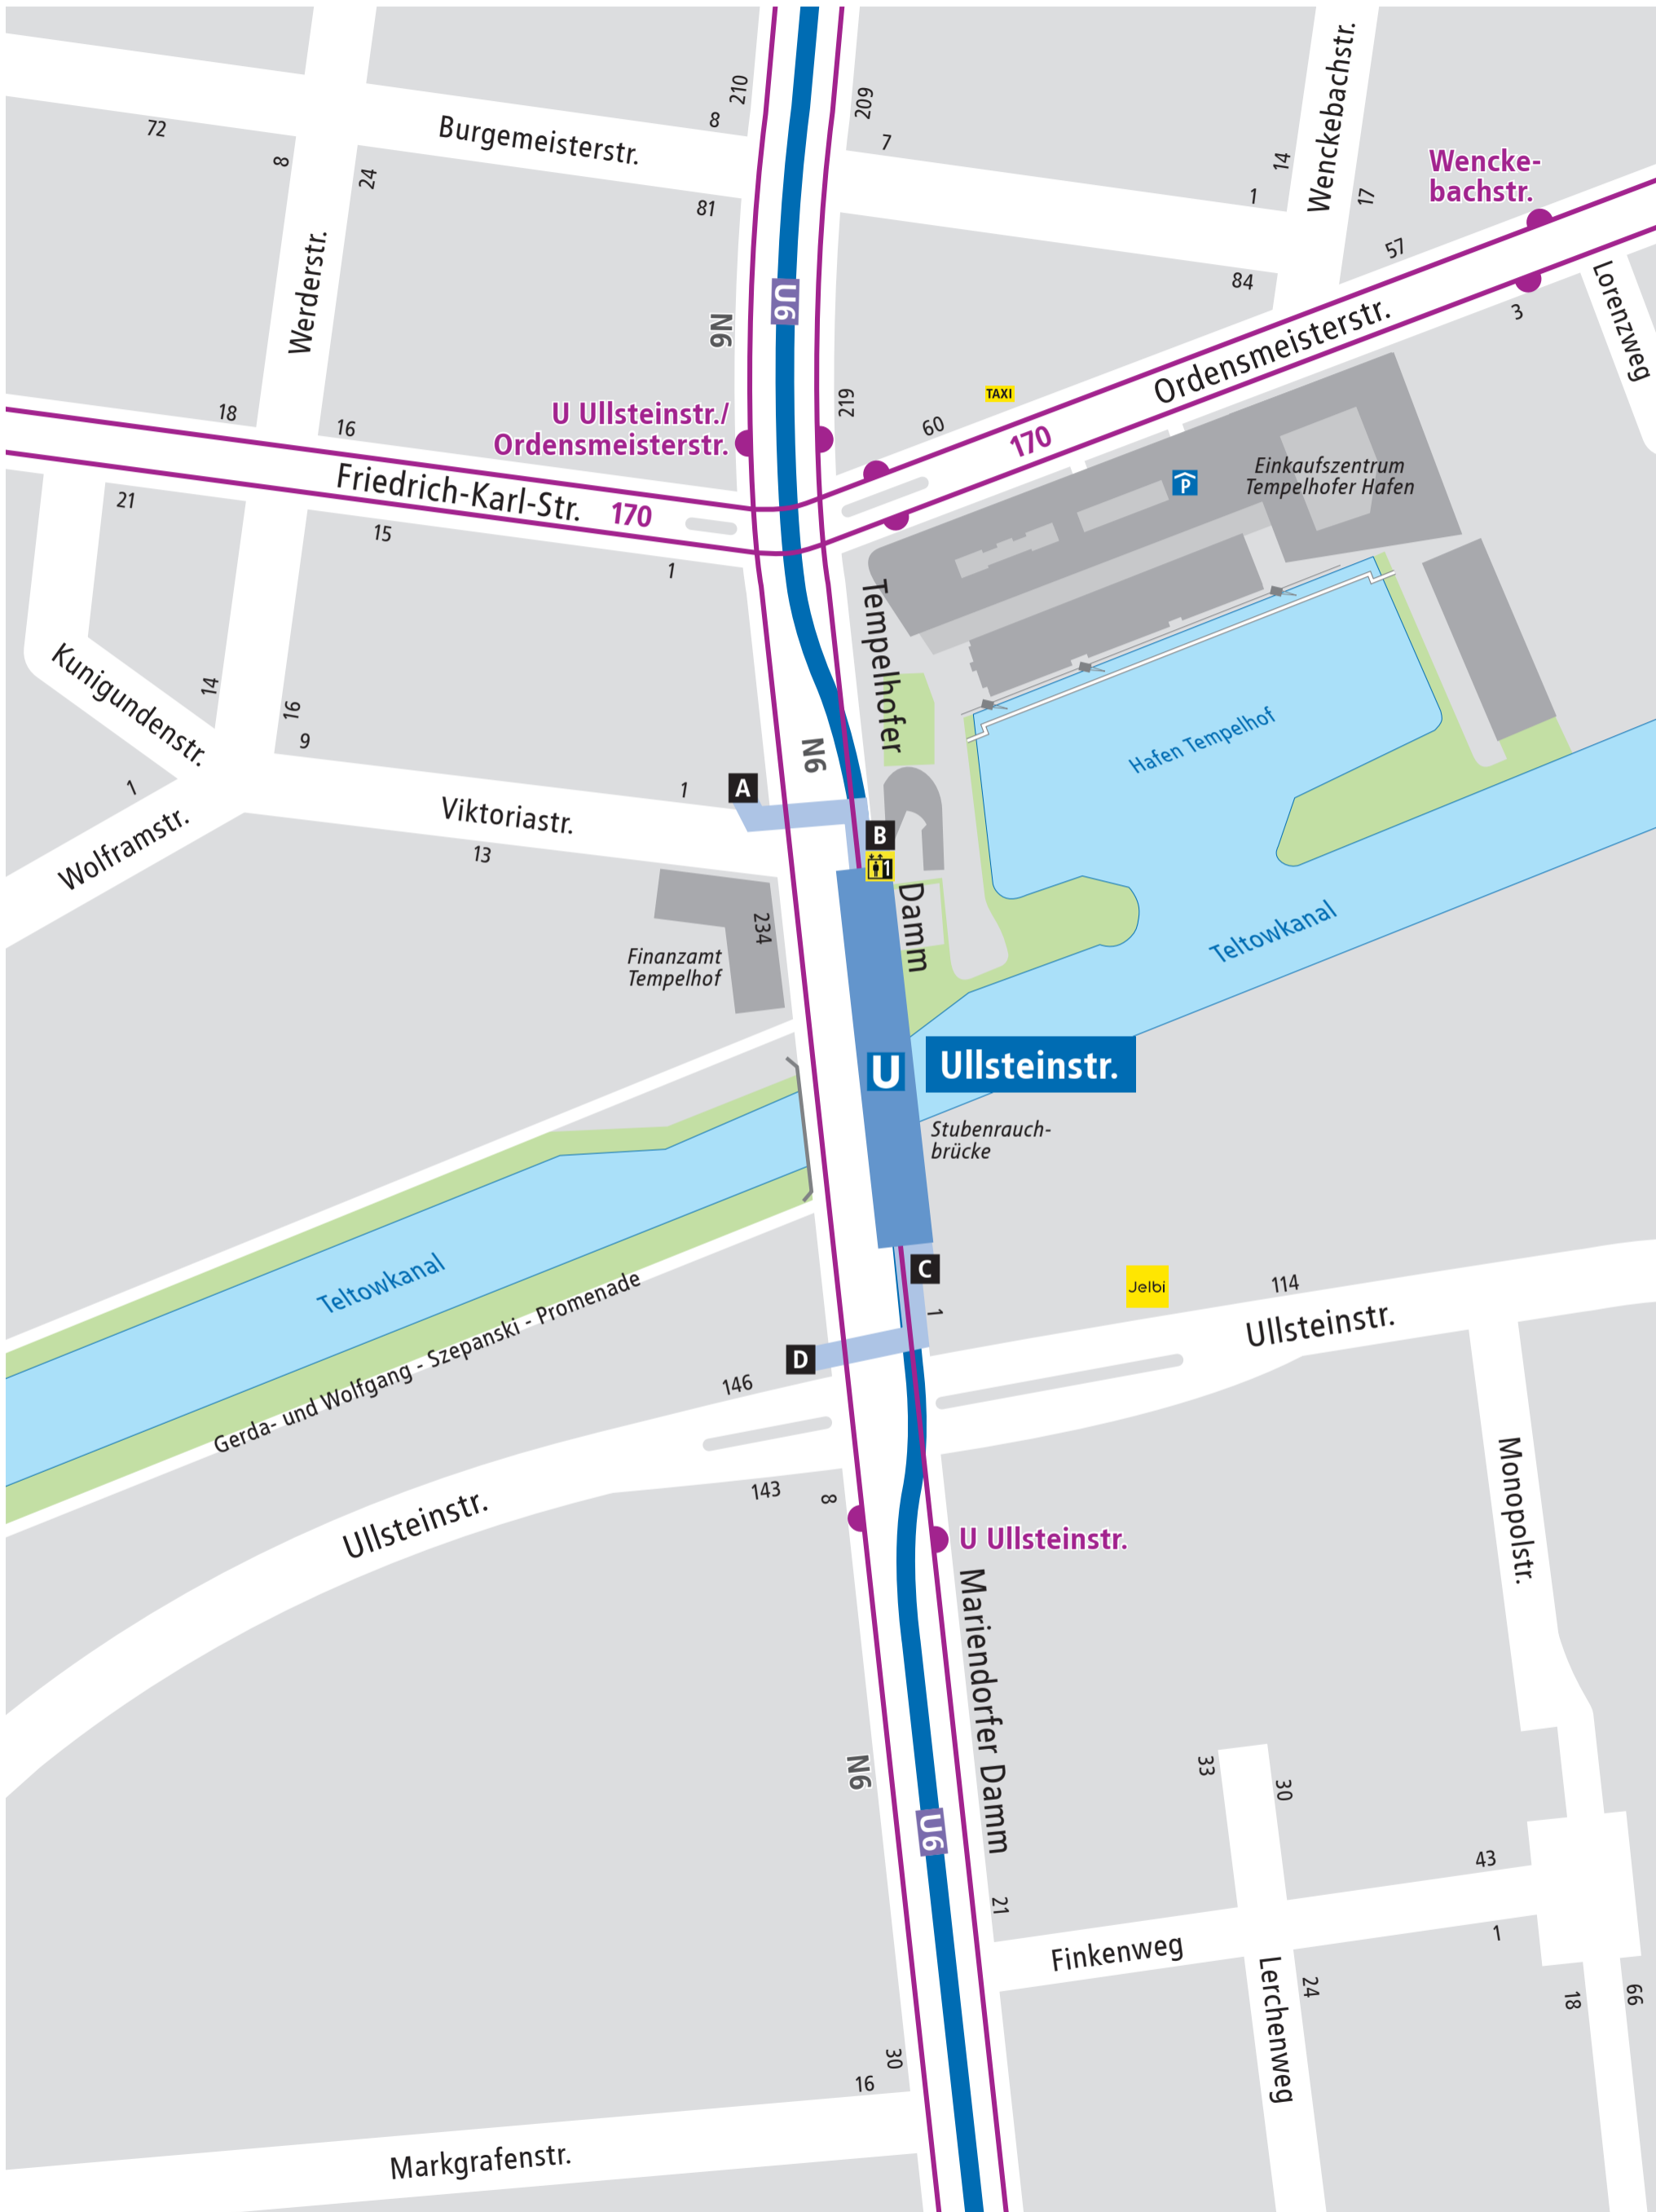 210
209
72
8
Burgemeisterstr.
8
7
24
81
Werderstr.
Wenckebachstr.
14
17
1
84
Wencke-
bachstr.
57
3
Lorenzweg
U6
N6
219
U Ullsteinstr./
Ordensmeisterstr.
TAXI
60
170
Ordensmeisterstr.
18
16
Friedrich-Karl-Str.
170
21
15
1
P
Einkaufszentrum
Tempelhofer Hafen
Tempelhofer
Damm
Kunigundenstr.
14
16
9
1
Wolframstr.
Viktoriastr.
1
13
N6
A
B
1
Hafen Tempelhof
Teltowkanal
234
Finanzamt
Tempelhof
U
Ullsteinstr.
Stubenrauch-
brücke
Teltowkanal
Gerda- und Wolfgang - Szepanski - Promenade
C
1
D
Jelbi
114
Ullsteinstr.
146
143
8
Ullsteinstr.
U Ullsteinstr.
Mariendorfer Damm
Monopolstr.
N6
U6
33
30
21
43
1
Finkenweg
Lerchenweg
24
18
66
30
16
Markgrafenstr.